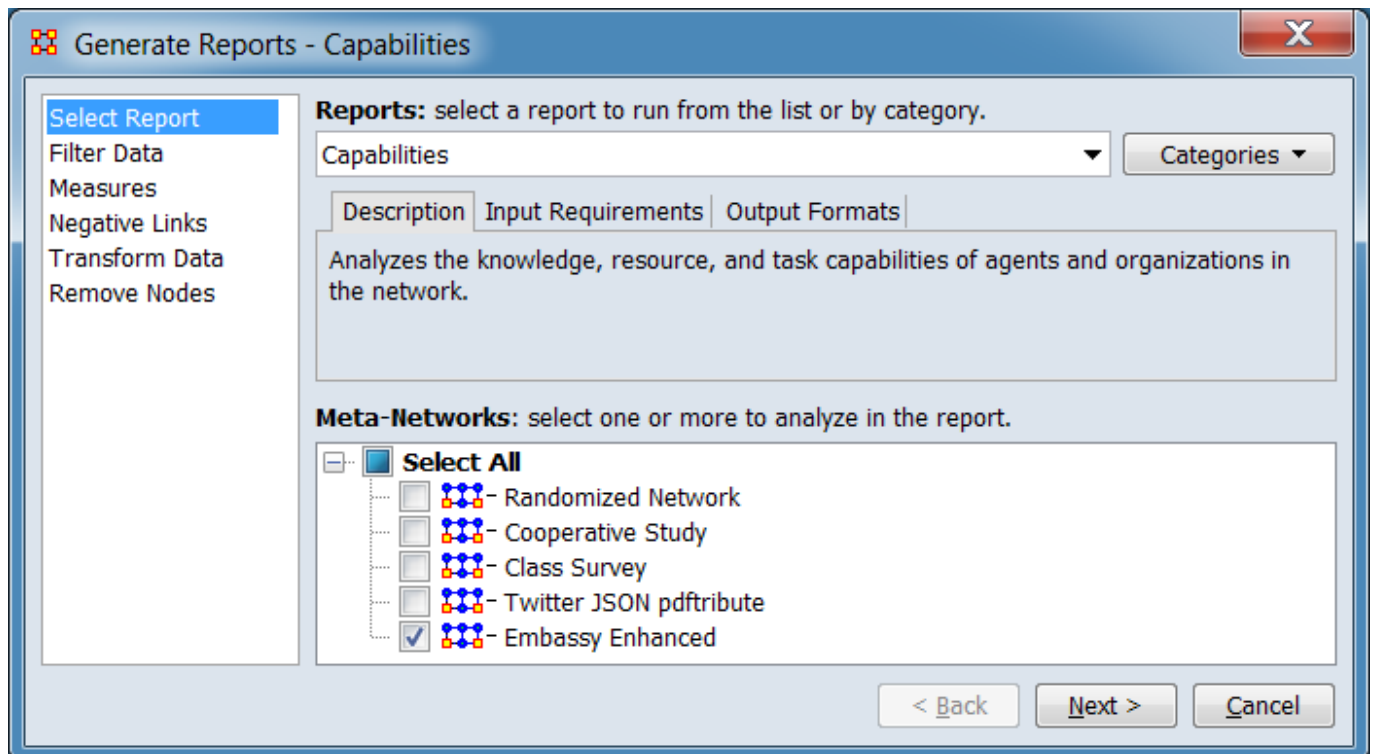 Generate Reports - Capabilities
X
Select Report
Filter Data
Measures
Negative Links
Transform Data
Remove Nodes
Reports: select a report to run from the list or by category.
Capabilities
Categories
Description Input Requirements Output Formats
Analyzes the knowledge, resource, and task capabilities of agents and organizations in
the network.
Meta-Networks: select one or more to analyze in the report.
Select All
Randomized Network
Cooperative Study
Class Survey
Twitter JSON pdftribute
Embassy Enhanced
< Back Next > Cancel